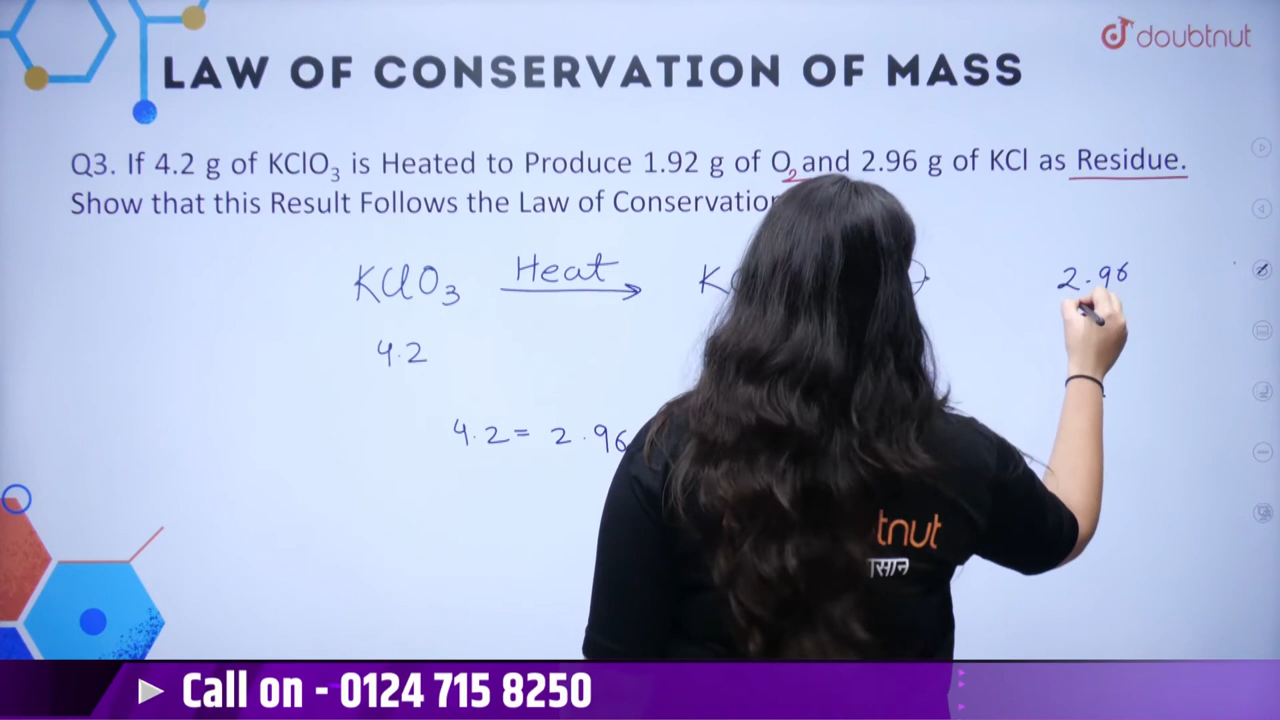 doubtnut
LAW OF CONSERVATION OF MASS
Q3. If 4.2 g of KClO₃ is Heated to Produce 1.92 g of O₂ and 2.96 g of KCl as Residue.
Show that this Result Follows the Law of
KClO₃ Heat
2.96
4.2
4.2 = 2.96
tnut
Call on - 0124 715 8250